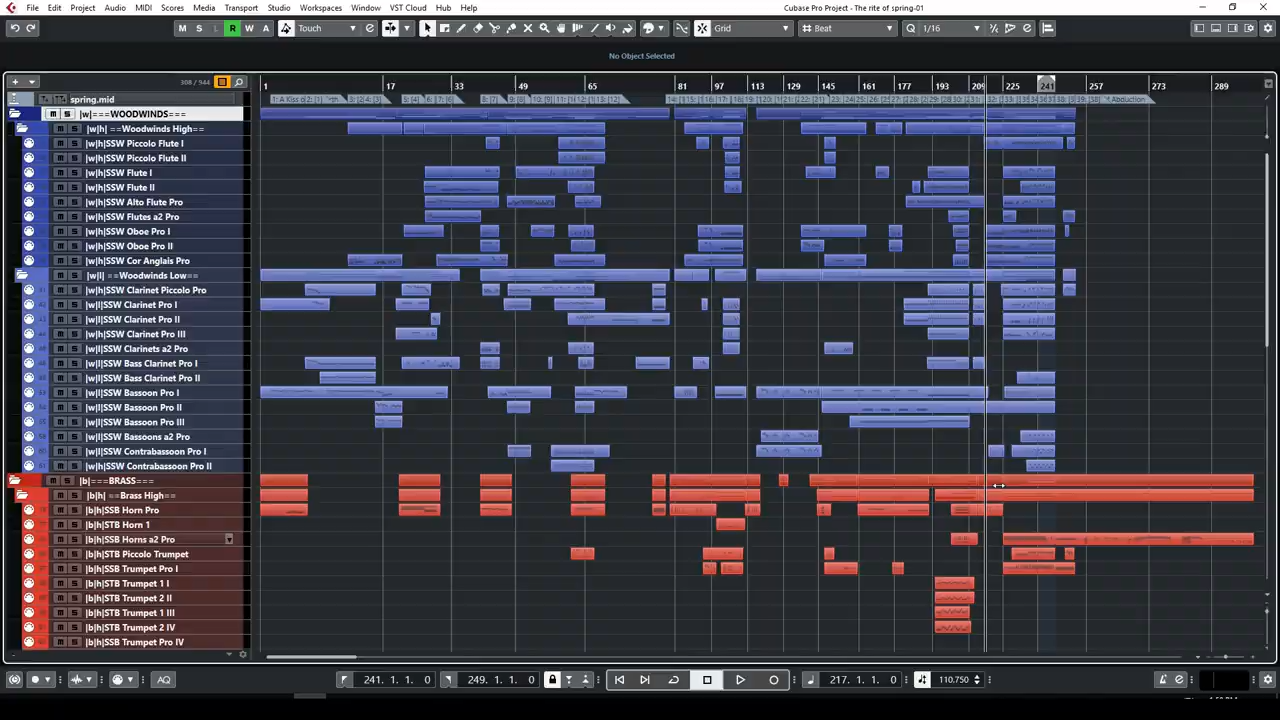 File Edit Project Audio MIDI Scores Media Transport Studio Workspaces Window VST Cloud Hub Help
Cubase Pro Project - The rite of spring-01
M S L R W A Touch Grid Beat 1/16
No Object Selected
308 / 944
1 17 33 49 65 81 97 113 129 145 161 177 193 209 225 241 257 273 289
spring.mid
|w|===WOODWINDS===
|w|h| ==Woodwinds High==
|w|h|SSW Piccolo Flute I
|w|h|SSW Piccolo Flute II
|w|h|SSW Flute I
|w|h|SSW Flute II
|w|h|SSW Alto Flute Pro
|w|h|SSW Flutes a2 Pro
|w|h|SSW Oboe Pro I
|w|h|SSW Oboe Pro II
|w|h|SSW Cor Anglais Pro
|w|l| ==Woodwinds Low==
|w|l|SSW Clarinet Piccolo Pro
|w|l|SSW Clarinet Pro I
|w|l|SSW Clarinet Pro II
|w|l|SSW Clarinet Pro III
|w|l|SSW Clarinets a2 Pro
|w|l|SSW Bass Clarinet Pro I
|w|l|SSW Bass Clarinet Pro II
|w|l|SSW Bassoon Pro I
|w|l|SSW Bassoon Pro II
|w|l|SSW Bassoon Pro III
|w|l|SSW Bassoons a2 Pro
|w|l|SSW Contrabassoon Pro I
|w|l|SSW Contrabassoon Pro II
|b|===BRASS===
|b|h| ==Brass High==
|b|h|SSB Horn Pro
|b|h|STB Horn 1
|b|h|SSB Horns a2 Pro
|b|h|STB Piccolo Trumpet
|b|h|SSB Trumpet Pro I
|b|h|STB Trumpet 1 I
|b|h|STB Trumpet 2 II
|b|h|STB Trumpet 1 III
|b|h|STB Trumpet 2 IV
|b|h|SSB Trumpet Pro IV
AQ 241. 1. 1. 0 249. 1. 1. 0 217. 1. 1. 0 110.750